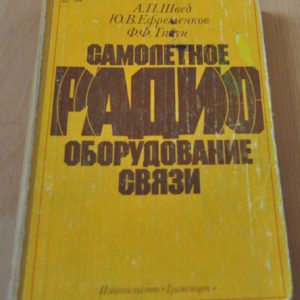 А.П.Швед
Ю.В.Ефременков
Ф.Ф.
САМОЛЕТНОЕ
РАДИО
ОБОРУДОВАНИЕ
СВЯЗИ
Издательство «Транспорт»